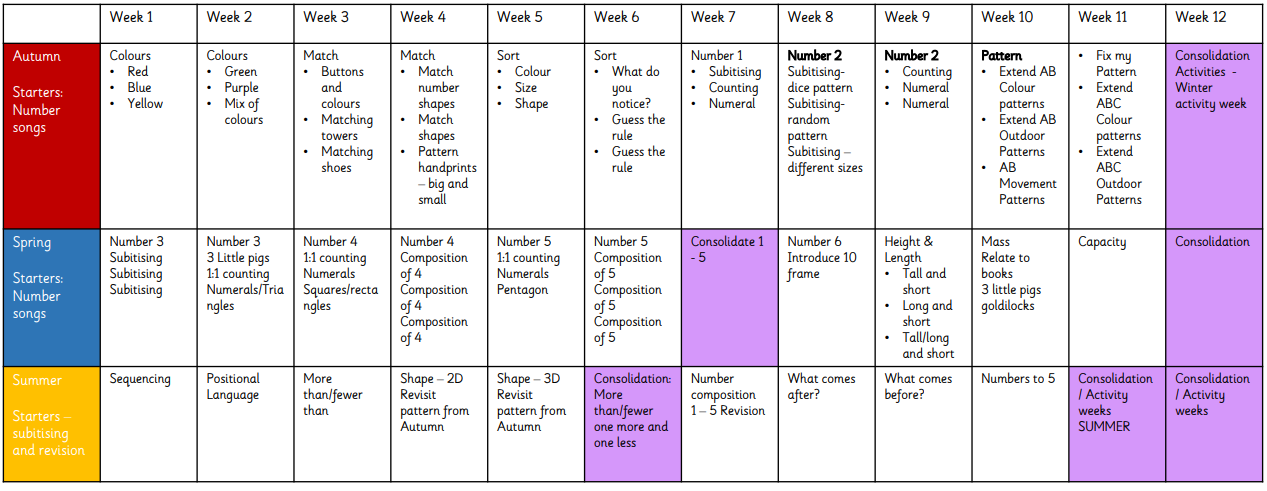 Week 1
Week 2
Week 3
Week 4
Week 5
Week 6
Week 7
Week 8
Week 9
Week 10
Week 11
Week 12
Autumn
Starters:
Number
songs
Colours
• Red
• Blue
• Yellow
Colours
• Green
• Purple
• Mix of
colours
Match
• Buttons
and
colours
• Matching
towers
• Matching
shoes
Match
• Match
number
shapes
• Match
shapes
• Pattern
handprints
– big and
small
Sort
• Colour
• Size
• Shape
Sort
• What do
you
notice?
• Guess the
rule
• Guess the
rule
Number 1
• Subitising
• Counting
• Numeral
Number 2
Subitising-
dice pattern
Subitising-
random
pattern
Subitising –
different sizes
Number 2
• Counting
• Numeral
• Numeral
Pattern
• Extend AB
Colour
patterns
• Extend AB
Outdoor
Patterns
• AB
Movement
Patterns
• Fix my
Pattern
• Extend
ABC
Colour
patterns
• Extend
ABC
Outdoor
Patterns
Consolidation
Activities -
Winter
activity week
Spring
Starters:
Number
songs
Number 3
Subitising
Subitising
Subitising
Number 3
3 Little pigs
1:1 counting
Numerals/Tria
ngles
Number 4
1:1 counting
Numerals
Squares/recta
ngles
Number 4
Composition
of 4
Composition
of 4
Composition
of 4
Number 5
1:1 counting
Numerals
Pentagon
Number 5
Composition
of 5
Composition
of 5
Composition
of 5
Consolidate 1
- 5
Number 6
Introduce 10
frame
Height &
Length
• Tall and
short
• Long and
short
• Tall/long
and short
Mass
Relate to
books
3 little pigs
goldilocks
Capacity
Consolidation
Summer
Starters –
subitising
and revision
Sequencing
Positional
Language
More
than/fewer
than
Shape – 2D
Revisit
pattern from
Autumn
Shape – 3D
Revisit
pattern from
Autumn
Consolidation:
More
than/fewer
one more and
one less
Number
composition
1 – 5 Revision
What comes
after?
What comes
before?
Numbers to 5
Consolidation
/ Activity
weeks
SUMMER
Consolidation
/ Activity
weeks